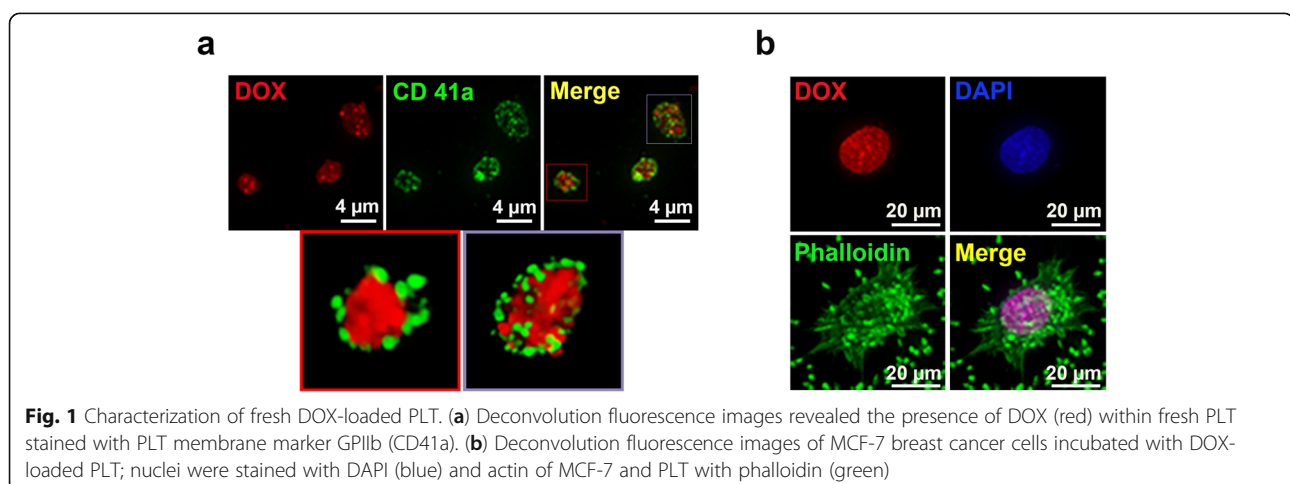 a
b
DOX
CD 41a
Merge
4 µm
4 µm
4 µm
DOX
DAPI
20 µm
20 µm
Phalloidin
Merge
20 µm
20 µm
Fig. 1 Characterization of fresh DOX-loaded PLT. (a) Deconvolution fluorescence images revealed the presence of DOX (red) within fresh PLT
stained with PLT membrane marker GPIIb (CD41a). (b) Deconvolution fluorescence images of MCF-7 breast cancer cells incubated with DOX-
loaded PLT; nuclei were stained with DAPI (blue) and actin of MCF-7 and PLT with phalloidin (green)